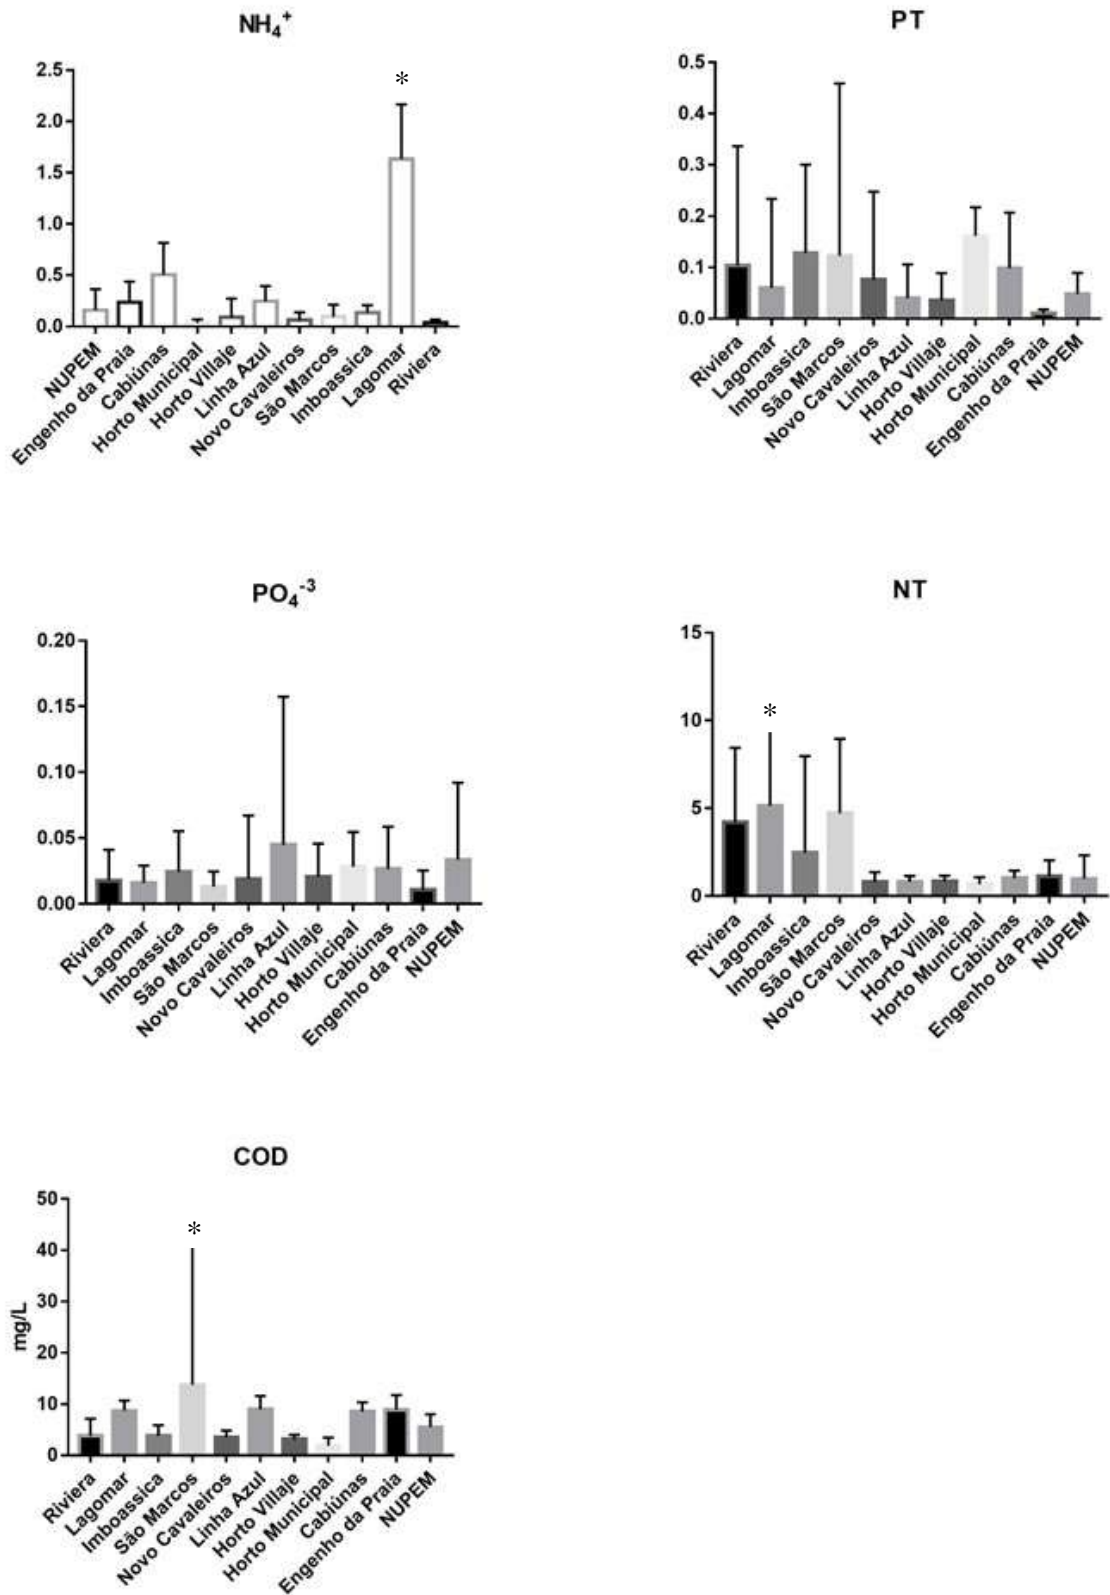 NH₄⁺
*
2.5
2.0
1.5
1.0
0.5
0.0
NUPEM
Engenho da Praia
Cabiúnas
Horto Municipal
Horto Villaje
Linha Azul
Novo Cavaleiros
São Marcos
Imboassica
Lagomar
Riviera
PT
0.5
0.4
0.3
0.2
0.1
0.0
Riviera
Lagomar
Imboassica
São Marcos
Novo Cavaleiros
Linha Azul
Horto Villaje
Horto Municipal
Cabiúnas
Engenho da Praia
NUPEM
PO₄⁻³
0.20
0.15
0.10
0.05
0.00
Riviera
Lagomar
Imboassica
São Marcos
Novo Cavaleiros
Linha Azul
Horto Villaje
Horto Municipal
Cabiúnas
Engenho da Praia
NUPEM
NT
15
*
10
5
0
Riviera
Lagomar
Imboassica
São Marcos
Novo Cavaleiros
Linha Azul
Horto Villaje
Horto Municipal
Cabiúnas
Engenho da Praia
NUPEM
COD
mg/L
50
*
40
30
20
10
0
Riviera
Lagomar
Imboassica
São Marcos
Novo Cavaleiros
Linha Azul
Horto Villaje
Horto Municipal
Cabiúnas
Engenho da Praia
NUPEM